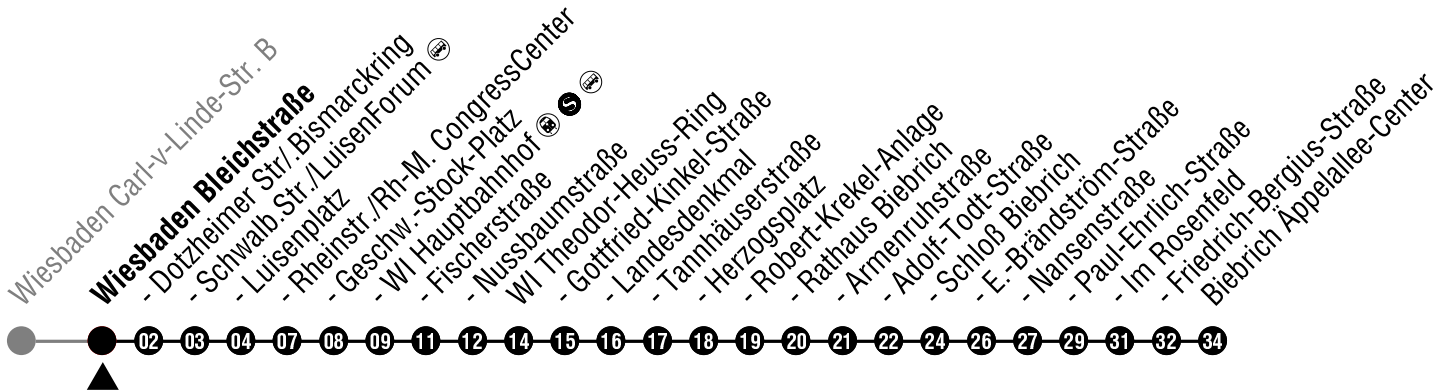 Wiesbaden Carl-v-Linde-Str. B
Wiesbaden Bleichstraße
- Dotzheimer Str/.Bismarckring
- Schwalb.Str./LuisenForum
- Luisenplatz
- Rheinstr./Rh-M. CongressCenter
- Geschw.-Stock-Platz
- WI Hauptbahnhof S
- Fischerstraße
- Nussbaumstraße
WI Theodor-Heuss-Ring
- Gottfried-Kinkel-Straße
- Landesdenkmal
- Tannhäuserstraße
- Herzogsplatz
- Robert-Krekel-Anlage
- Rathaus Biebrich
- Armenruhstraße
- Adolf-Todt-Straße
- Schloß Biebrich
- E.-Brändström-Straße
- Nansenstraße
- Paul-Ehrlich-Straße
- Im Rosenfeld
- Friedrich-Bergius-Straße
Biebrich Äppelallee-Center
02 03 04 07 08 09 11 12 14 15 16 17 18 19 20 21 22 24 26 27 29 31 32 34